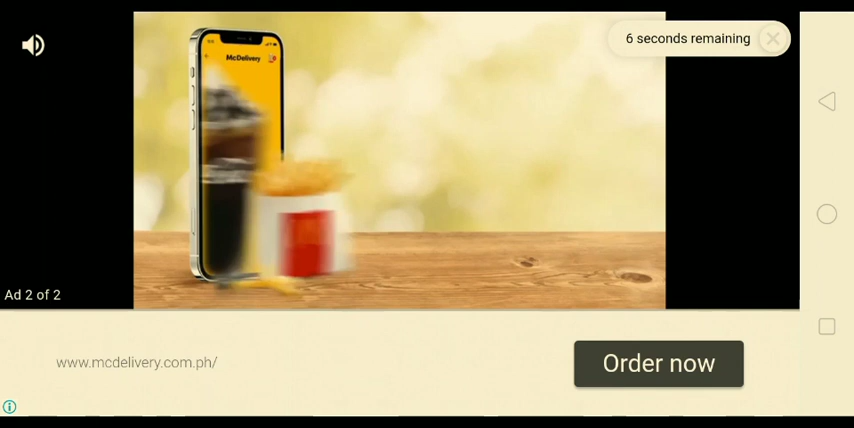 6 seconds remaining
McDelivery
Ad 2 of 2
www.mcdelivery.com.ph/
Order now